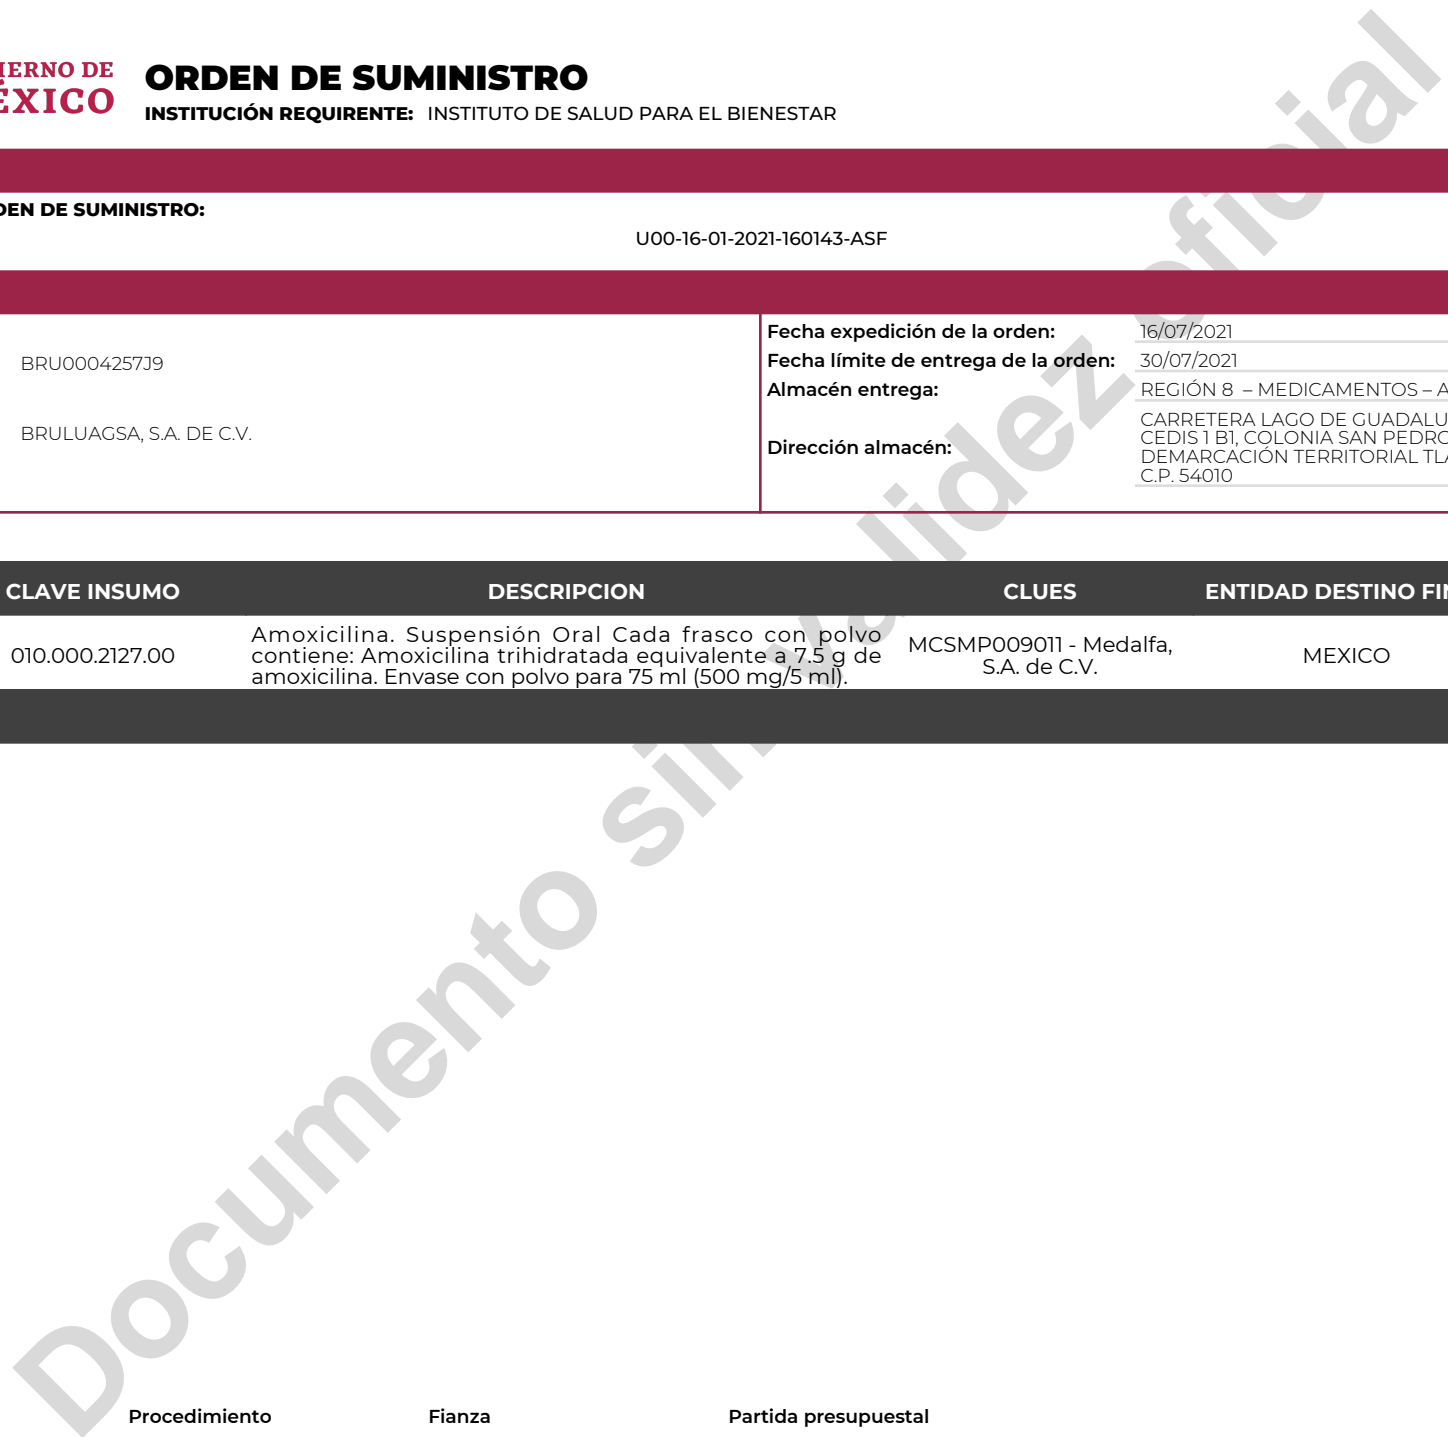 IERNO DE
ÉXICO
ORDEN DE SUMINISTRO
INSTITUCIÓN REQUIRENTE: INSTITUTO DE SALUD PARA EL BIENESTAR
DEN DE SUMINISTRO:
U00-16-01-2021-160143-ASF
BRU0004257J9
BRULUAGSA, S.A. DE C.V.
Fecha expedición de la orden: 16/07/2021
Fecha límite de entrega de la orden: 30/07/2021
Almacén entrega: REGIÓN 8 – MEDICAMENTOS – A
Dirección almacén:
CARRETERA LAGO DE GUADALU
CEDIS 1 B1, COLONIA SAN PEDRO
DEMARCACIÓN TERRITORIAL TLA
C.P. 54010
CLAVE INSUMO DESCRIPCION CLUES ENTIDAD DESTINO FIN
010.000.2127.00
Amoxicilina. Suspensión Oral Cada frasco con polvo
contiene: Amoxicilina trihidratada equivalente a 7.5 g de
amoxicilina. Envase con polvo para 75 ml (500 mg/5 ml).
MCSMP009011 - Medalfa,
S.A. de C.V.
MEXICO
Documento sin validez oficial
Procedimiento Fianza Partida presupuestal